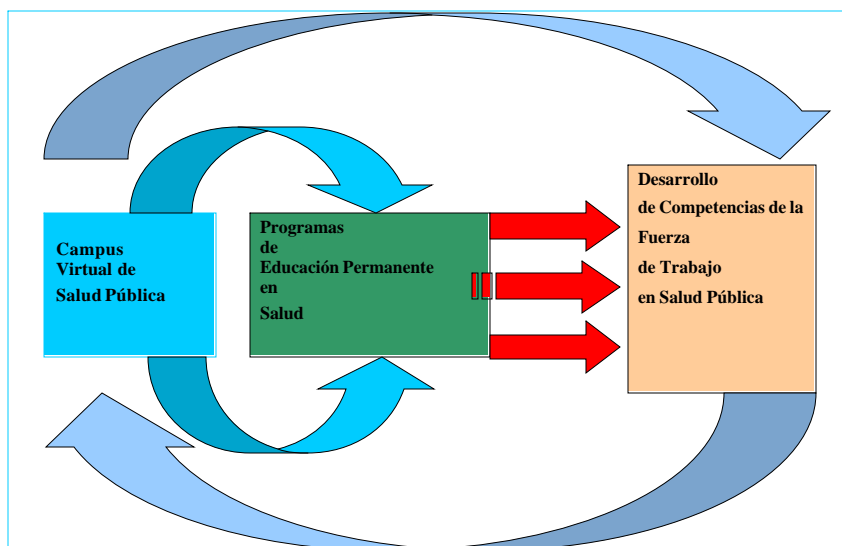 Campus
Virtual de
Salud Pública
Programas
de
Educación Permanente
en
Salud
Desarrollo
de Competencias de la
Fuerza
de Trabajo
en Salud Pública